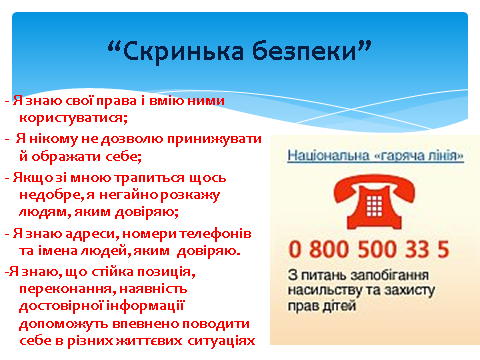 “Скринька безпеки”
- Я знаю свої права і вмію ними
користуватися;
- Я нікому не дозволю принижувати
й ображати себе;
- Якщо зі мною трапиться щось
недобре, я негайно розкажу
людям, яким довіряю;
- Я знаю адреси, номери телефонів
та імена людей, яким довіряю.
-Я знаю, що стійка позиція,
переконання, наявність
достовірної інформації
допоможуть впевнено поводити
себе в різних життєвих ситуаціях
Національна «гаряча лінія»
0 800 500 33 5
З питань запобігання
насильству та захисту
прав дітей